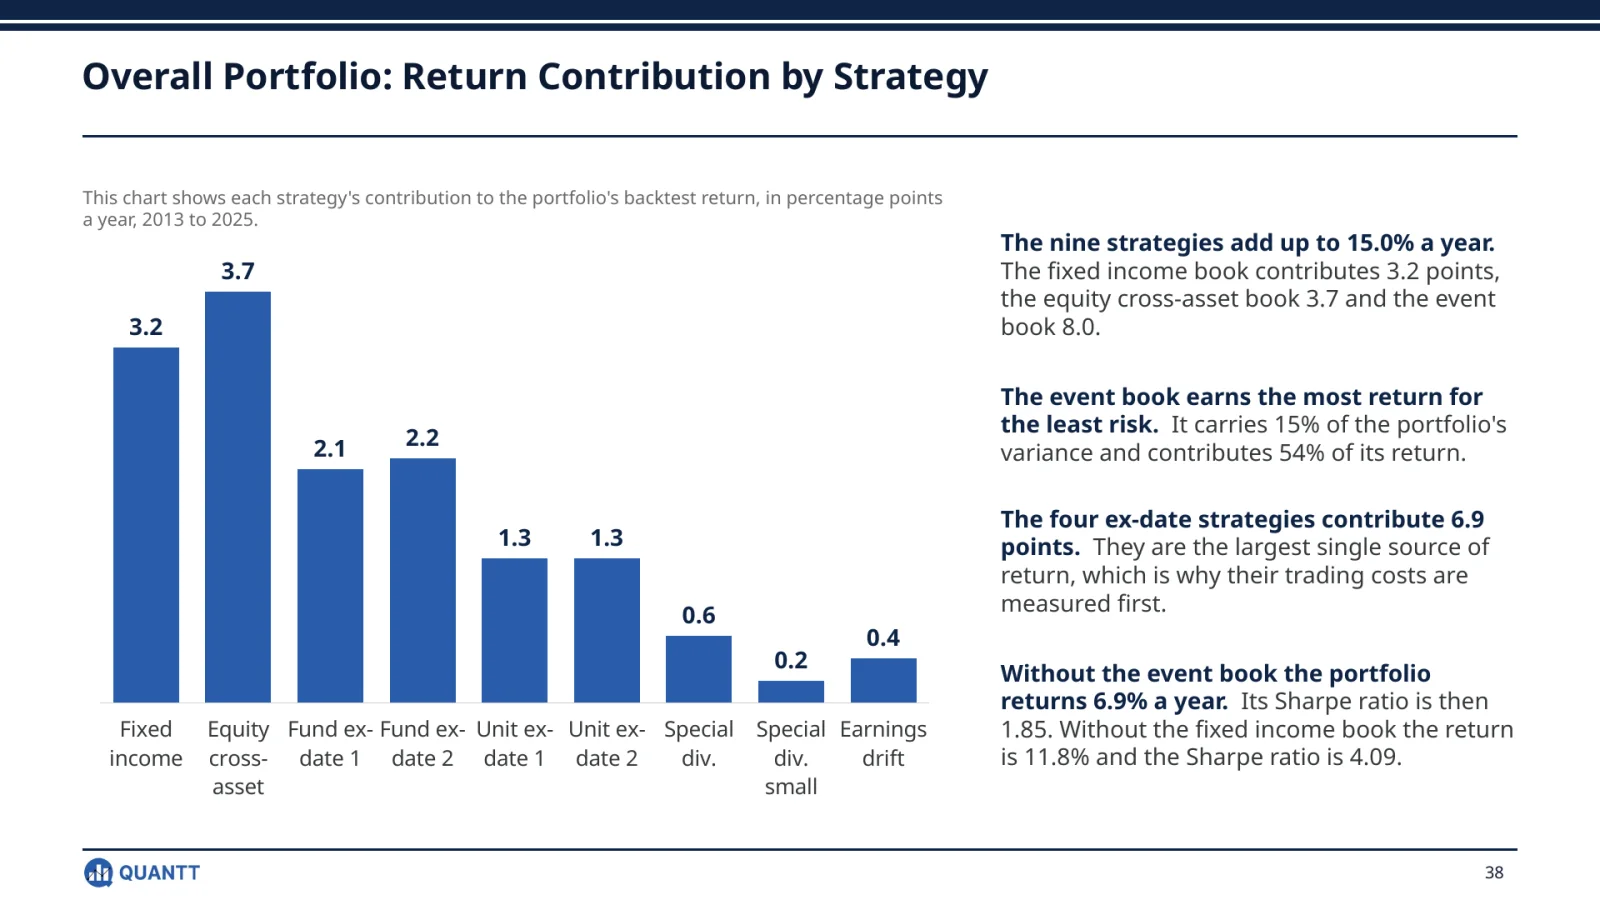 Overall Portfolio: Return Contribution by Strategy
This chart shows each strategy's contribution to the portfolio's backtest return, in percentage points
a year, 2013 to 2025.
3.2
3.7
2.1
2.2
1.3
1.3
0.6
0.2
0.4
Fixed
income
Equity
cross-
asset
Fund ex-
date 1
Fund ex-
date 2
Unit ex-
date 1
Unit ex-
date 2
Special
div.
Special
div.
small
Earnings
drift
The nine strategies add up to 15.0% a year.
The fixed income book contributes 3.2 points,
the equity cross-asset book 3.7 and the event
book 8.0.
The event book earns the most return for
the least risk. It carries 15% of the portfolio's
variance and contributes 54% of its return.
The four ex-date strategies contribute 6.9
points. They are the largest single source of
return, which is why their trading costs are
measured first.
Without the event book the portfolio
returns 6.9% a year. Its Sharpe ratio is then
1.85. Without the fixed income book the return
is 11.8% and the Sharpe ratio is 4.09.
QUANTT
38